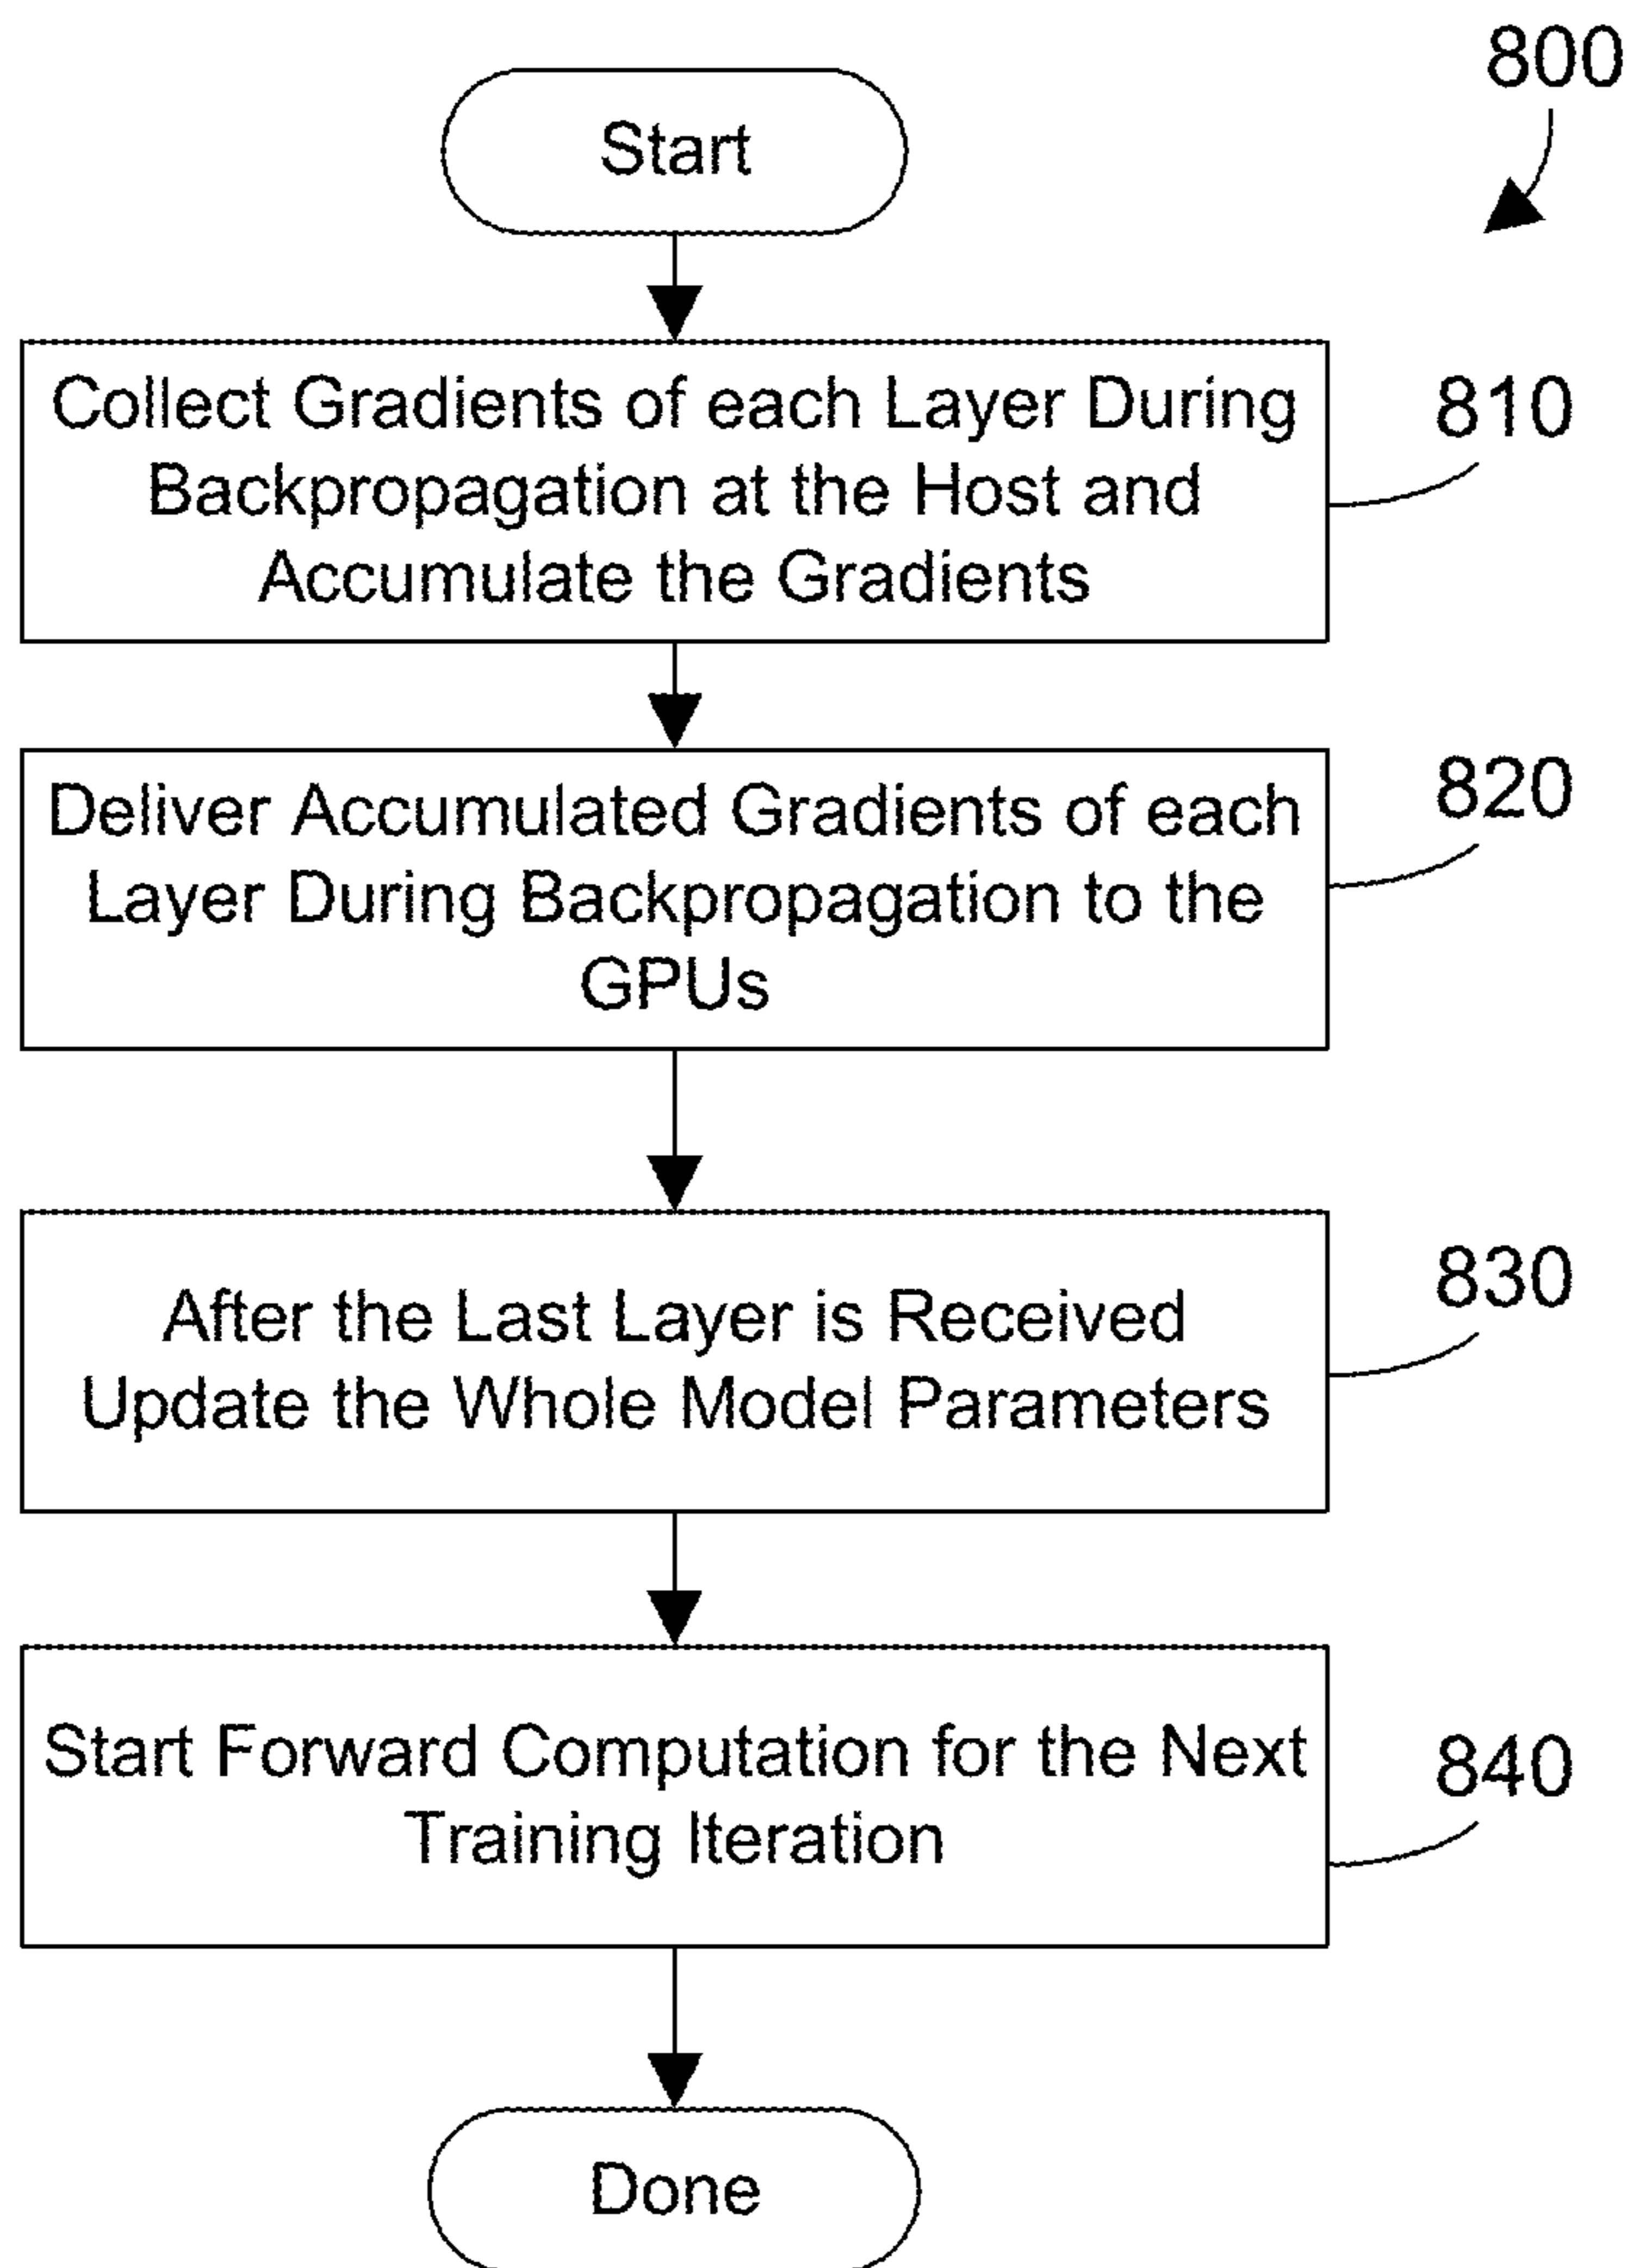 800
Start
Collect Gradients of each Layer During
Backpropagation at the Host and
Accumulate the Gradients
810
Deliver Accumulated Gradients of each
Layer During Backpropagation to the
GPUs
820
After the Last Layer is Received
Update the Whole Model Parameters
830
Start Forward Computation for the Next
Training Iteration
840
Done